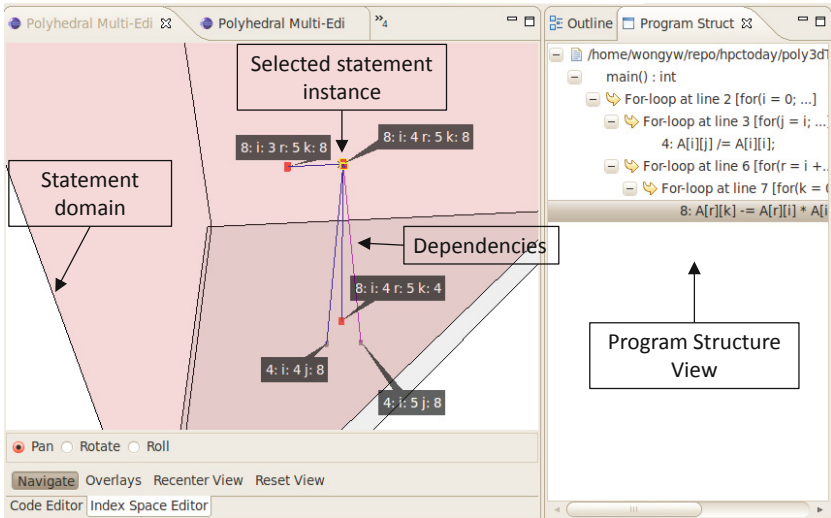 Polyhedral Multi-Edi
Polyhedral Multi-Edi
»4
Outline
Program Struct
Selected statement
instance
8: i: 3 r: 5 k: 8
8: i: 4 r: 5 k: 8
Statement
domain
Dependencies
8: i: 4 r: 5 k: 4
4: i: 4 j: 8
4: i: 5 j: 8
/home/wongyw/repo/hpctoday/poly3dT
main() : int
For-loop at line 2 [for(i = 0; ...]
For-loop at line 3 [for(j = i; ...]
4: A[i][j] /= A[i][i];
For-loop at line 6 [for(r = i +..
For-loop at line 7 [for(k = 0
8: A[r][k] -= A[r][i] * A[i
Program Structure
View
Pan
Rotate
Roll
Navigate
Overlays
Recenter View
Reset View
Code Editor
Index Space Editor